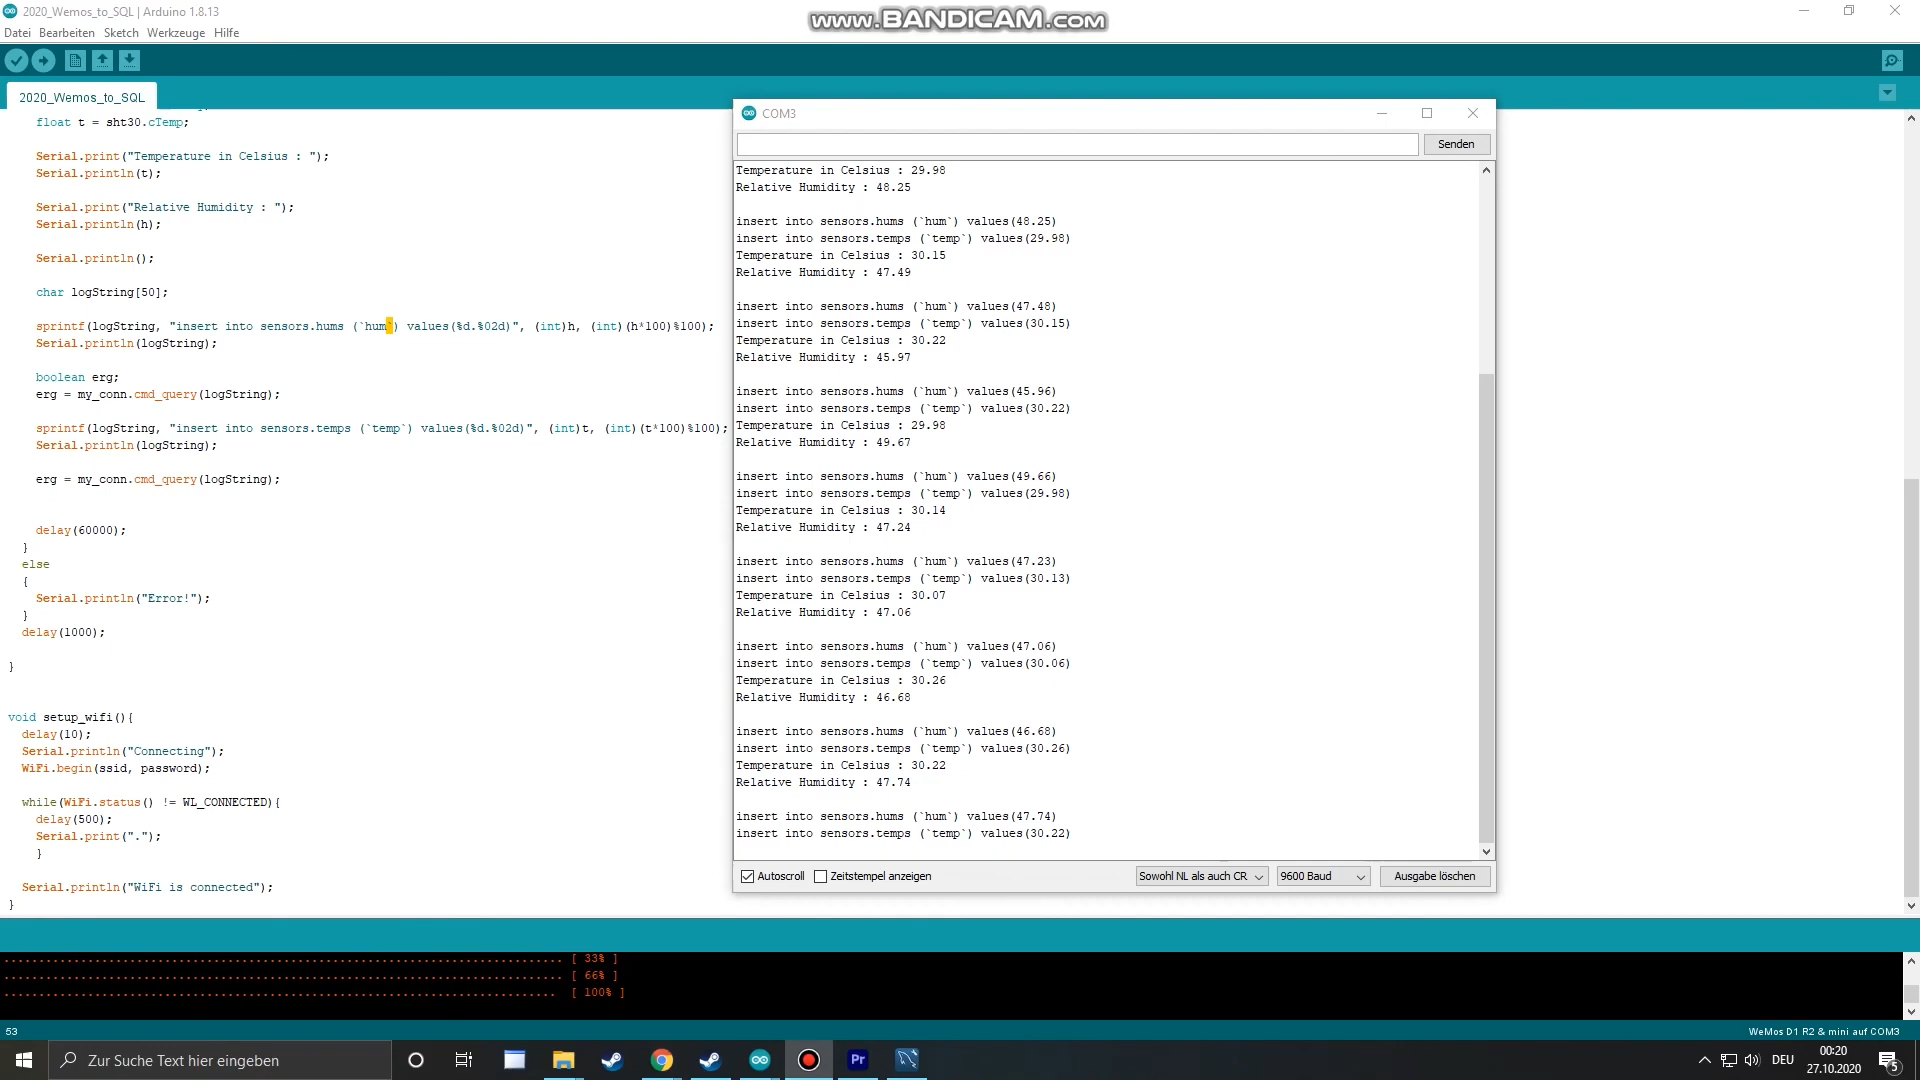 2020_Wemos_to_SQL | Arduino 1.8.13
www.BANDICAM.com
Datei Bearbeiten Sketch Werkzeuge Hilfe
2020_Wemos_to_SQL
float t = sht30.cTemp;
Serial.print("Temperature in Celsius : ");
Serial.println(t);
Serial.print("Relative Humidity : ");
Serial.println(h);
Serial.println();
char logString[50];
sprintf(logString, "insert into sensors.hums (`hum`) values(%d.%02d)", (int)h, (int)(h*100)%100);
Serial.println(logString);
boolean erg;
erg = my_conn.cmd_query(logString);
sprintf(logString, "insert into sensors.temps (`temp`) values(%d.%02d)", (int)t, (int)(t*100)%100);
Serial.println(logString);
erg = my_conn.cmd_query(logString);
delay(60000);
}
else
{
Serial.println("Error!");
}
delay(1000);
}
void setup_wifi(){
delay(10);
Serial.println("Connecting");
WiFi.begin(ssid, password);
while(WiFi.status() != WL_CONNECTED){
delay(500);
Serial.print(".");
}
Serial.println("WiFi is connected");
}
COM3
Senden
Temperature in Celsius : 29.98
Relative Humidity : 48.25
insert into sensors.hums (`hum`) values(48.25)
insert into sensors.temps (`temp`) values(29.98)
Temperature in Celsius : 30.15
Relative Humidity : 47.49
insert into sensors.hums (`hum`) values(47.48)
insert into sensors.temps (`temp`) values(30.15)
Temperature in Celsius : 30.22
Relative Humidity : 45.97
insert into sensors.hums (`hum`) values(45.96)
insert into sensors.temps (`temp`) values(30.22)
Temperature in Celsius : 29.98
Relative Humidity : 49.67
insert into sensors.hums (`hum`) values(49.66)
insert into sensors.temps (`temp`) values(29.98)
Temperature in Celsius : 30.14
Relative Humidity : 47.24
insert into sensors.hums (`hum`) values(47.23)
insert into sensors.temps (`temp`) values(30.13)
Temperature in Celsius : 30.07
Relative Humidity : 47.06
insert into sensors.hums (`hum`) values(47.06)
insert into sensors.temps (`temp`) values(30.06)
Temperature in Celsius : 30.26
Relative Humidity : 46.68
insert into sensors.hums (`hum`) values(46.68)
insert into sensors.temps (`temp`) values(30.26)
Temperature in Celsius : 30.22
Relative Humidity : 47.74
insert into sensors.hums (`hum`) values(47.74)
insert into sensors.temps (`temp`) values(30.22)
Autoscroll Zeitstempel anzeigen Sowohl NL als auch CR 9600 Baud Ausgabe löschen
................................................................................ [ 33% ]
................................................................................ [ 66% ]
............................................................................... [ 100% ]
53
WeMos D1 R2 & mini auf COM3
Zur Suche Text hier eingeben
Pr
DEU
00:20
27.10.2020
5